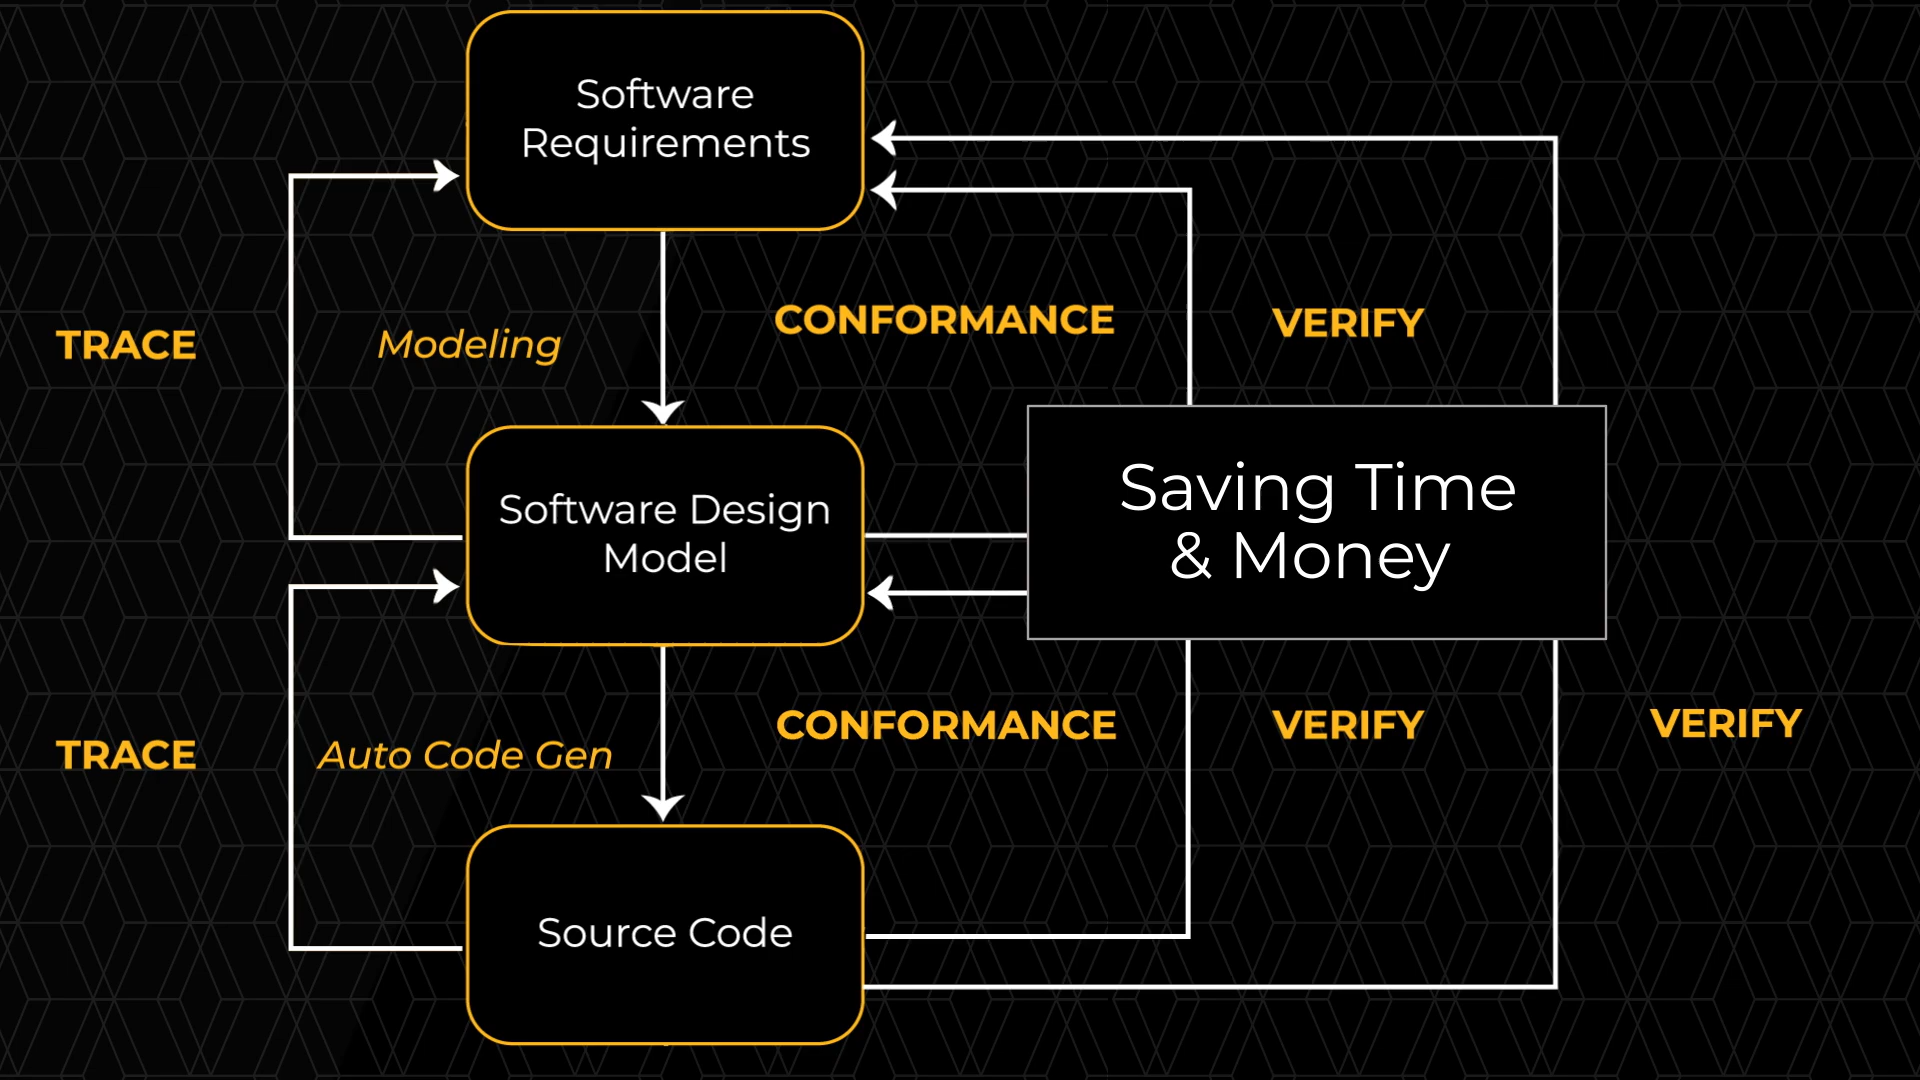 Software
Requirements
CONFORMANCE
VERIFY
TRACE
Modeling
Saving Time
& Money
Software Design
Model
CONFORMANCE
VERIFY
VERIFY
TRACE
Auto Code Gen
Source Code